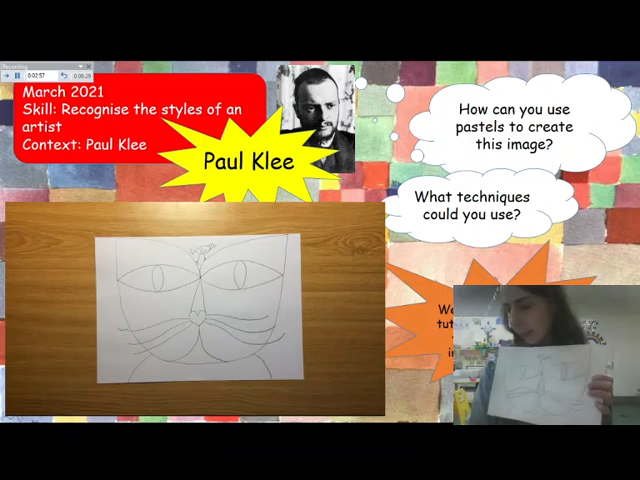 Recording
0:02:57
0:06:29
March 2021
Skill: Recognise the styles of an
artist
Context: Paul Klee
Paul Klee
How can you use
pastels to create
this image?
What techniques
could you use?